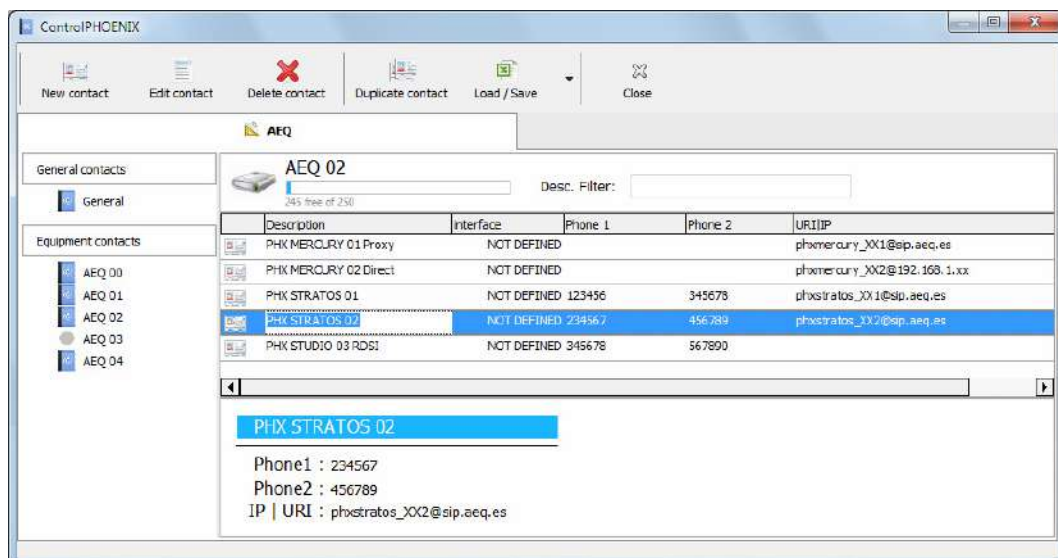 ControlPHOENIX
New contact Edit contact Delete contact Duplicate contact Load / Save Close
AEQ
General contacts
General
Equipment contacts
AEQ 00
AEQ 01
AEQ 02
AEQ 03
AEQ 04
AEQ 02
245 free of 250
Desc. Filter:
Description Interface Phone 1 Phone 2 URI|IP
PHX MERCURY 01 Proxy NOT DEFINED phxmercury_XX1@sip.aeq.es
PHX MERCURY 02 Direct NOT DEFINED phxmercury_XX2@192.168.1.xx
PHX STRATOS 01 NOT DEFINED 123456 345678 phxstratos_XX1@sip.aeq.es
PHX STRATOS 02 NOT DEFINED 234567 456789 phxstratos_XX2@sip.aeq.es
PHX STUDIO 03 RDSI NOT DEFINED 345678 567890
PHX STRATOS 02
Phone1 : 234567
Phone2 : 456789
IP | URI : phxstratos_XX2@sip.aeq.es